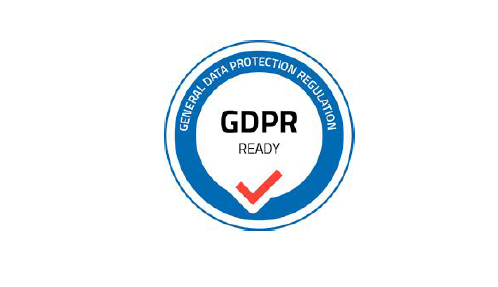 GENERAL DATA PROTECTION REGULATION
GDPR
READY